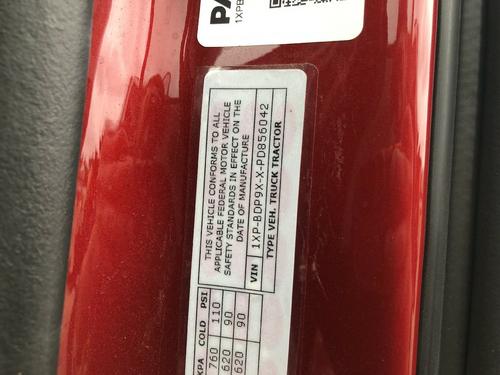 PA
1XPB
THIS VEHICLE CONFORMS TO ALL
APPLICABLE FEDERAL MOTOR VEHICLE
SAFETY STANDARDS IN EFFECT ON THE
DATE OF MANUFACTURE
VIN 1XP-BDP9X-X-PD856042
TYPE VEH. TRUCK TRACTOR
KPA COLD PSI
760 110
620 90
620 90